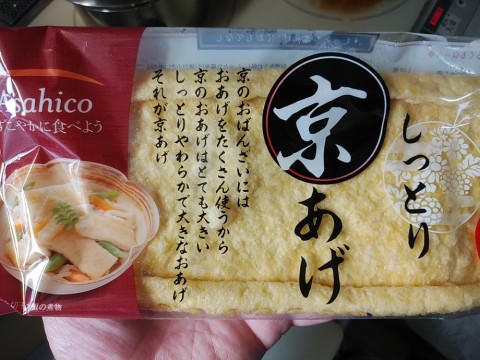 Asahico
すこやかに食べよう
しっとり
京
あげ
京のおばんざいには
おあげをたくさん使うから
京のおあげはとても大きい
しっとりやわらかで大きなおあげ
それが京あげ
の煮物